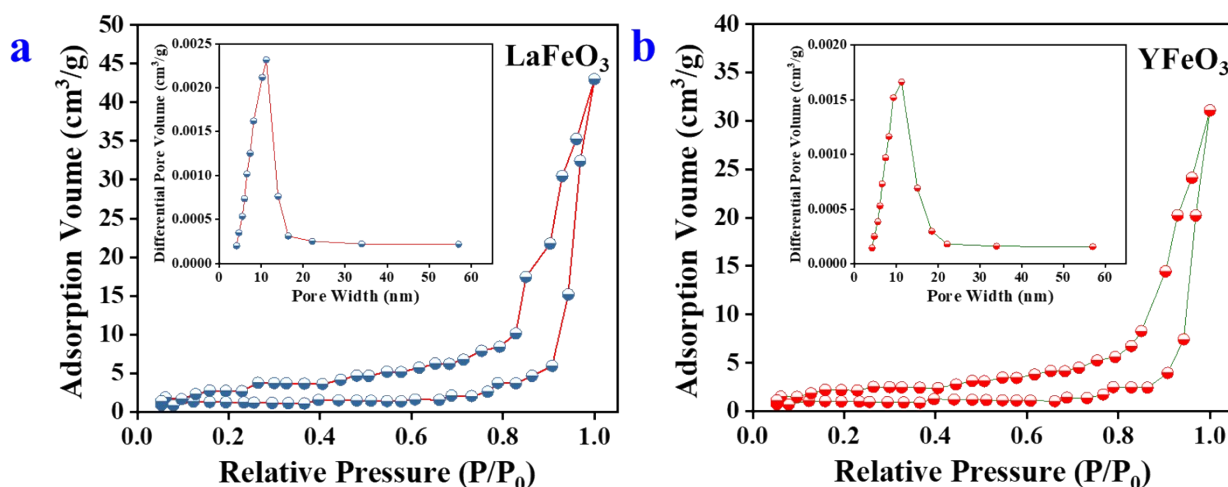 a
LaFeO₃
Adsorption Voume (cm³/g)
50
45
40
35
30
25
20
15
10
5
0
0.0 0.2 0.4 0.6 0.8 1.0
Relative Pressure (P/P₀)
Differential Pore Volume (cm³/g)
0.0025
0.0020
0.0015
0.0010
0.0005
0.0000
0 10 20 30 40 50 60
Pore Width (nm)
b
YFeO₃
Adsorption Voume (cm³/g)
40
35
30
25
20
15
10
5
0
0.0 0.2 0.4 0.6 0.8 1.0
Relative Pressure (P/P₀)
Differential Pore Volume (cm³/g)
0.0020
0.0015
0.0010
0.0005
0.0000
0 10 20 30 40 50 60
Pore Width (nm)